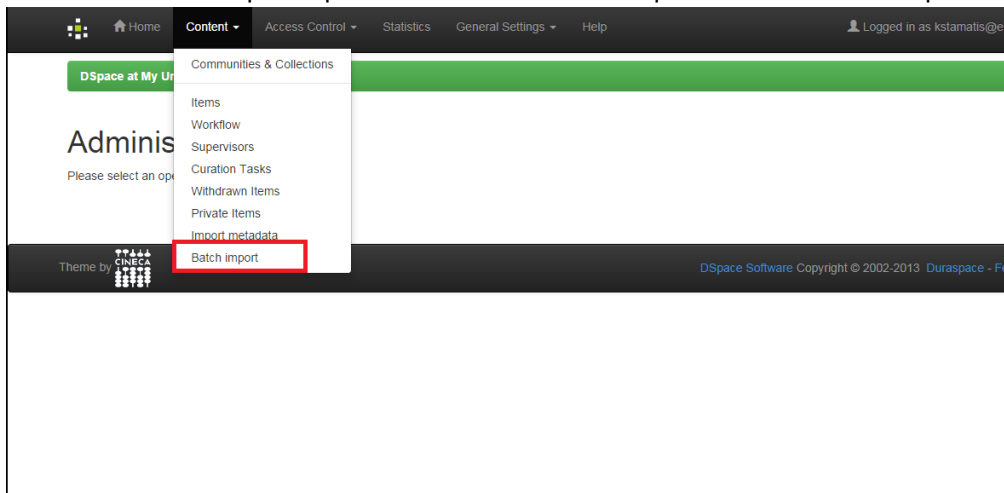 Home Content Access Control Statistics General Settings Help Logged in as kstamatis@e
DSpace at My Un
Communities & Collections
Items
Workflow
Supervisors
Curation Tasks
Withdrawn Items
Private Items
Import metadata
Batch import
Adminis
Please select an ope
Theme by CINECA
DSpace Software Copyright © 2002-2013 Duraspace - Fe